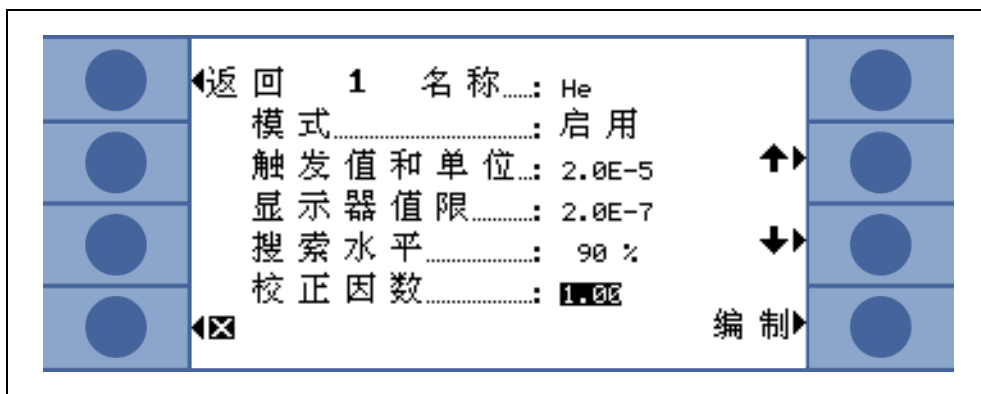 返回 1 名称.....: He
模式..............................: 启用
触发值和单位...: 2.0E-5
显示器值限.........: 2.0E-7
搜索水平................: 90 %
校正因数................: 1.00
编制